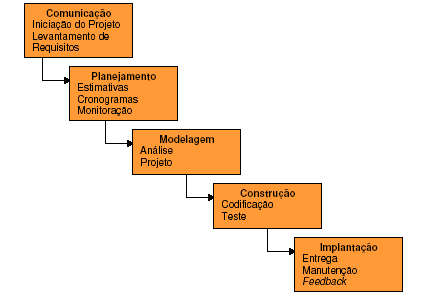 Comunicação
Iniciação do Projeto
Levantamento de
Requisitos
Planejamento
Estimativas
Cronogramas
Monitoração
Modelagem
Análise
Projeto
Construção
Codificação
Teste
Implantação
Entrega
Manutenção
Feedback